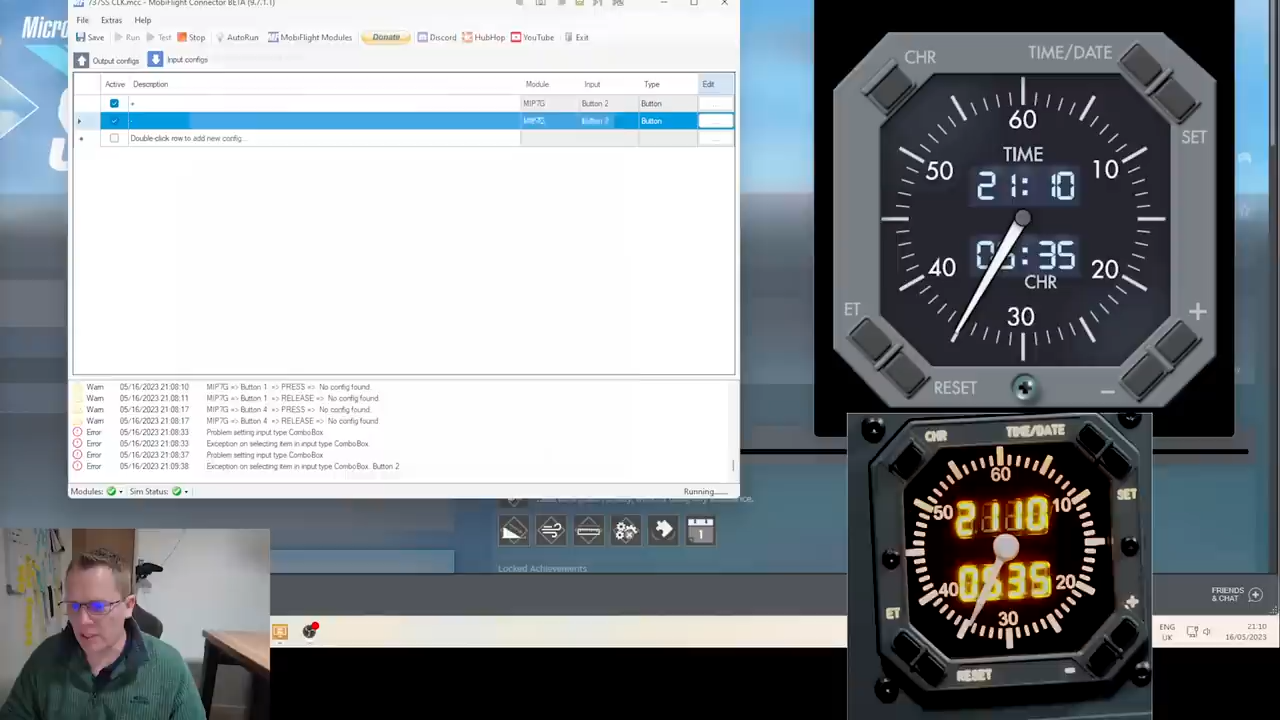 737SS CLK.mcc - MobiFlight Connector BETA (9.7.1.1)
File Extras Help
Save Run Test Stop AutoRun MobiFlight Modules Donate Discord HubHop YouTube Exit
Output configs Input configs
Active Description Module Input Type Edit
+ MIP7G Button 2 Button ...
- MIP7G Button Button
Double-click row to add new config...
Warn 05/16/2023 21:08:10 MIP7G => Button 1 => PRESS => No config found.
Warn 05/16/2023 21:08:11 MIP7G => Button 1 => RELEASE => No config found
Warn 05/16/2023 21:08:17 MIP7G => Button 4 => PRESS => No config found.
Warn 05/16/2023 21:08:17 MIP7G => Button 4 => RELEASE => No config found
Error 05/16/2023 21:08:33 Problem setting input type ComboBox
Error 05/16/2023 21:08:33 Exception on selecting item in input type ComboBox.
Error 05/16/2023 21:08:37 Problem setting input type ComboBox
Error 05/16/2023 21:09:38 Exception on selecting item in input type ComboBox. Button 2
Modules: Sim Status: Running......
Micro
CHR TIME/DATE
SET
60
50 TIME 10
21:10
05:35
40 CHR 20
30
ET +
RESET -
CHR TIME/DATE
SET
60
50 10
2110
0535
40 20
30
ET +
RESET -
1
Locked Achievements
FRIENDS
& CHAT
ENG
UK
21:10
16/05/2023